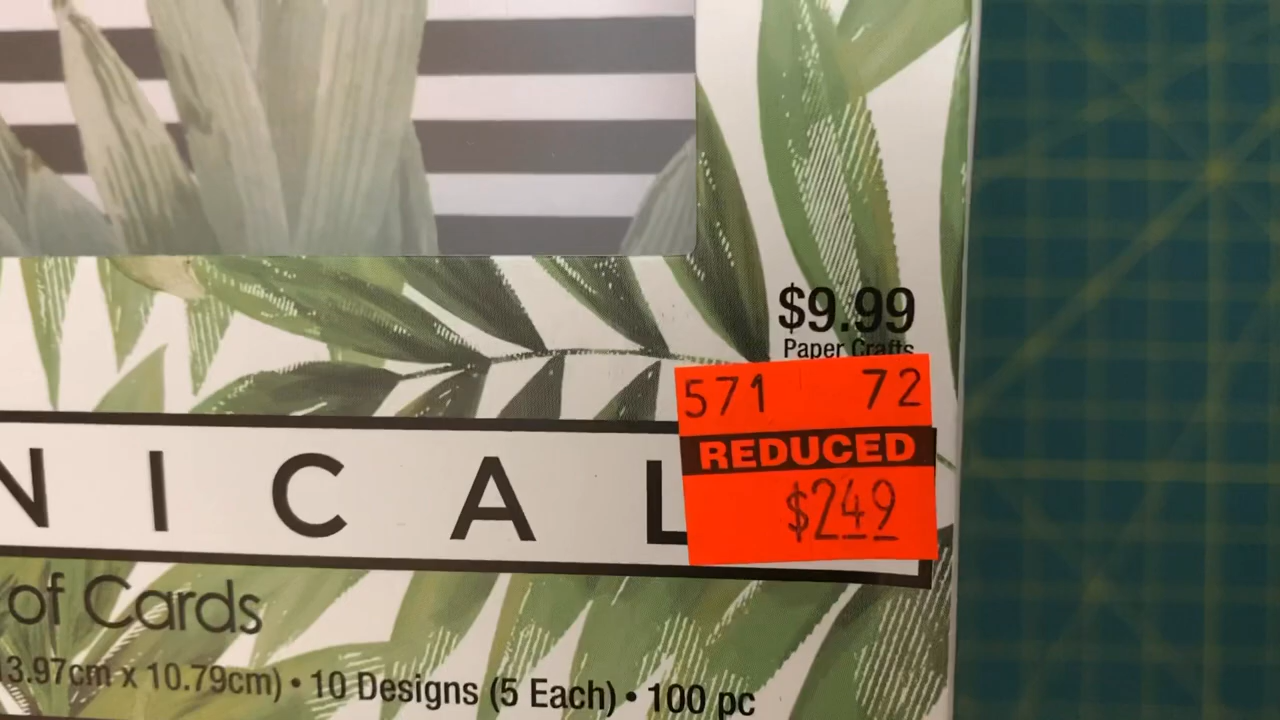 $9.99
Paper Crafts
571 72
REDUCED
$249
NICAL
of Cards
13.97cm x 10.79cm) • 10 Designs (5 Each) • 100 pc